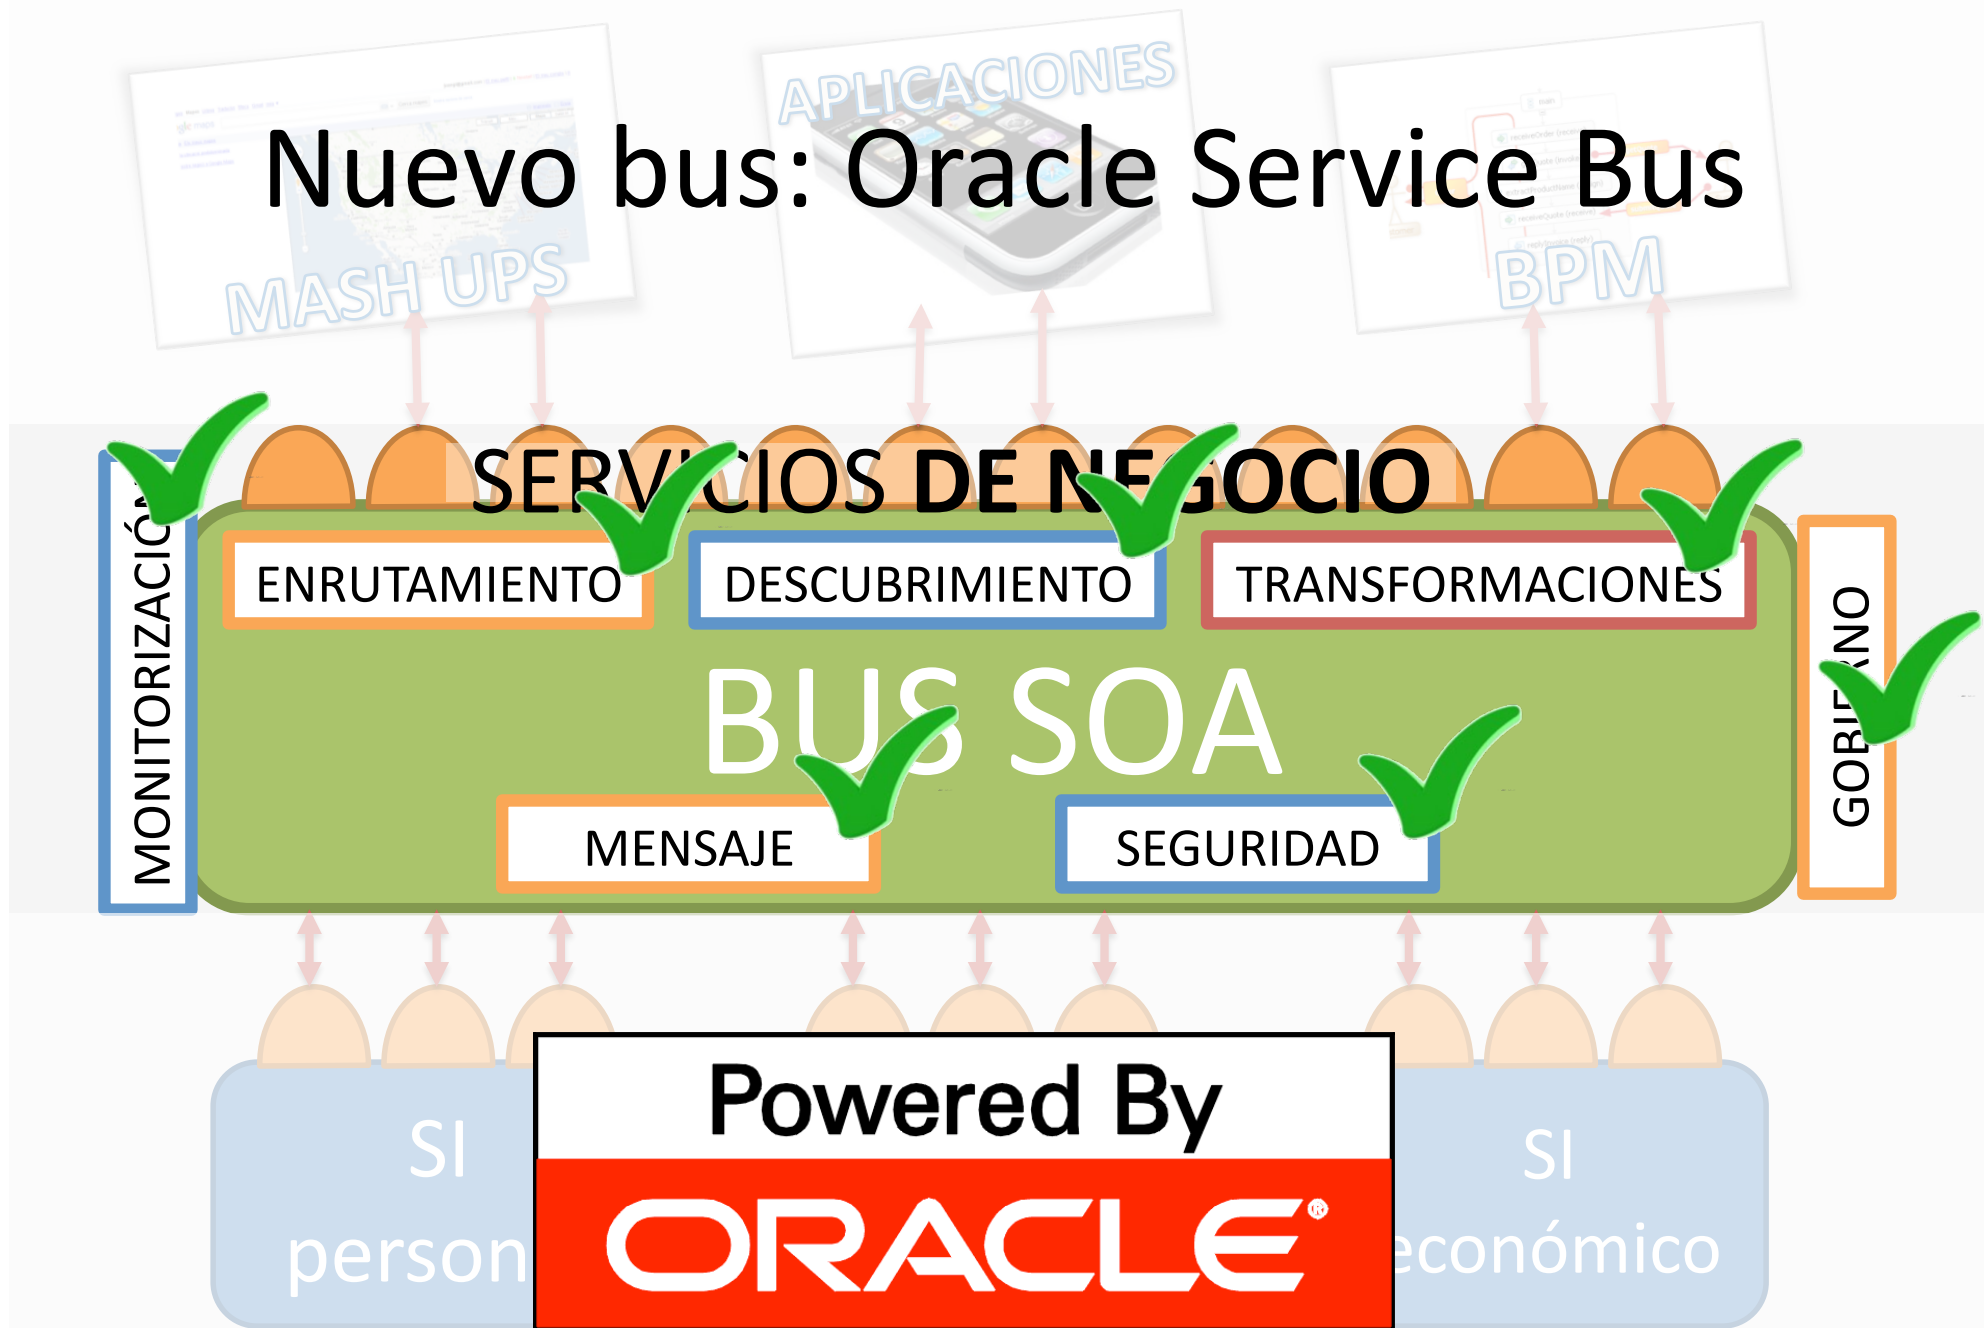 APLICACIONES
Nuevo bus: Oracle Service Bus
MASH UPS
BPM
SERVICIOS DE NEGOCIO
MONITORIZACIÓN
ENRUTAMIENTO
DESCUBRIMIENTO
TRANSFORMACIONES
GOBIERNO
BUS SOA
MENSAJE
SEGURIDAD
Powered By
ORACLE®
SI
person
SI
económico